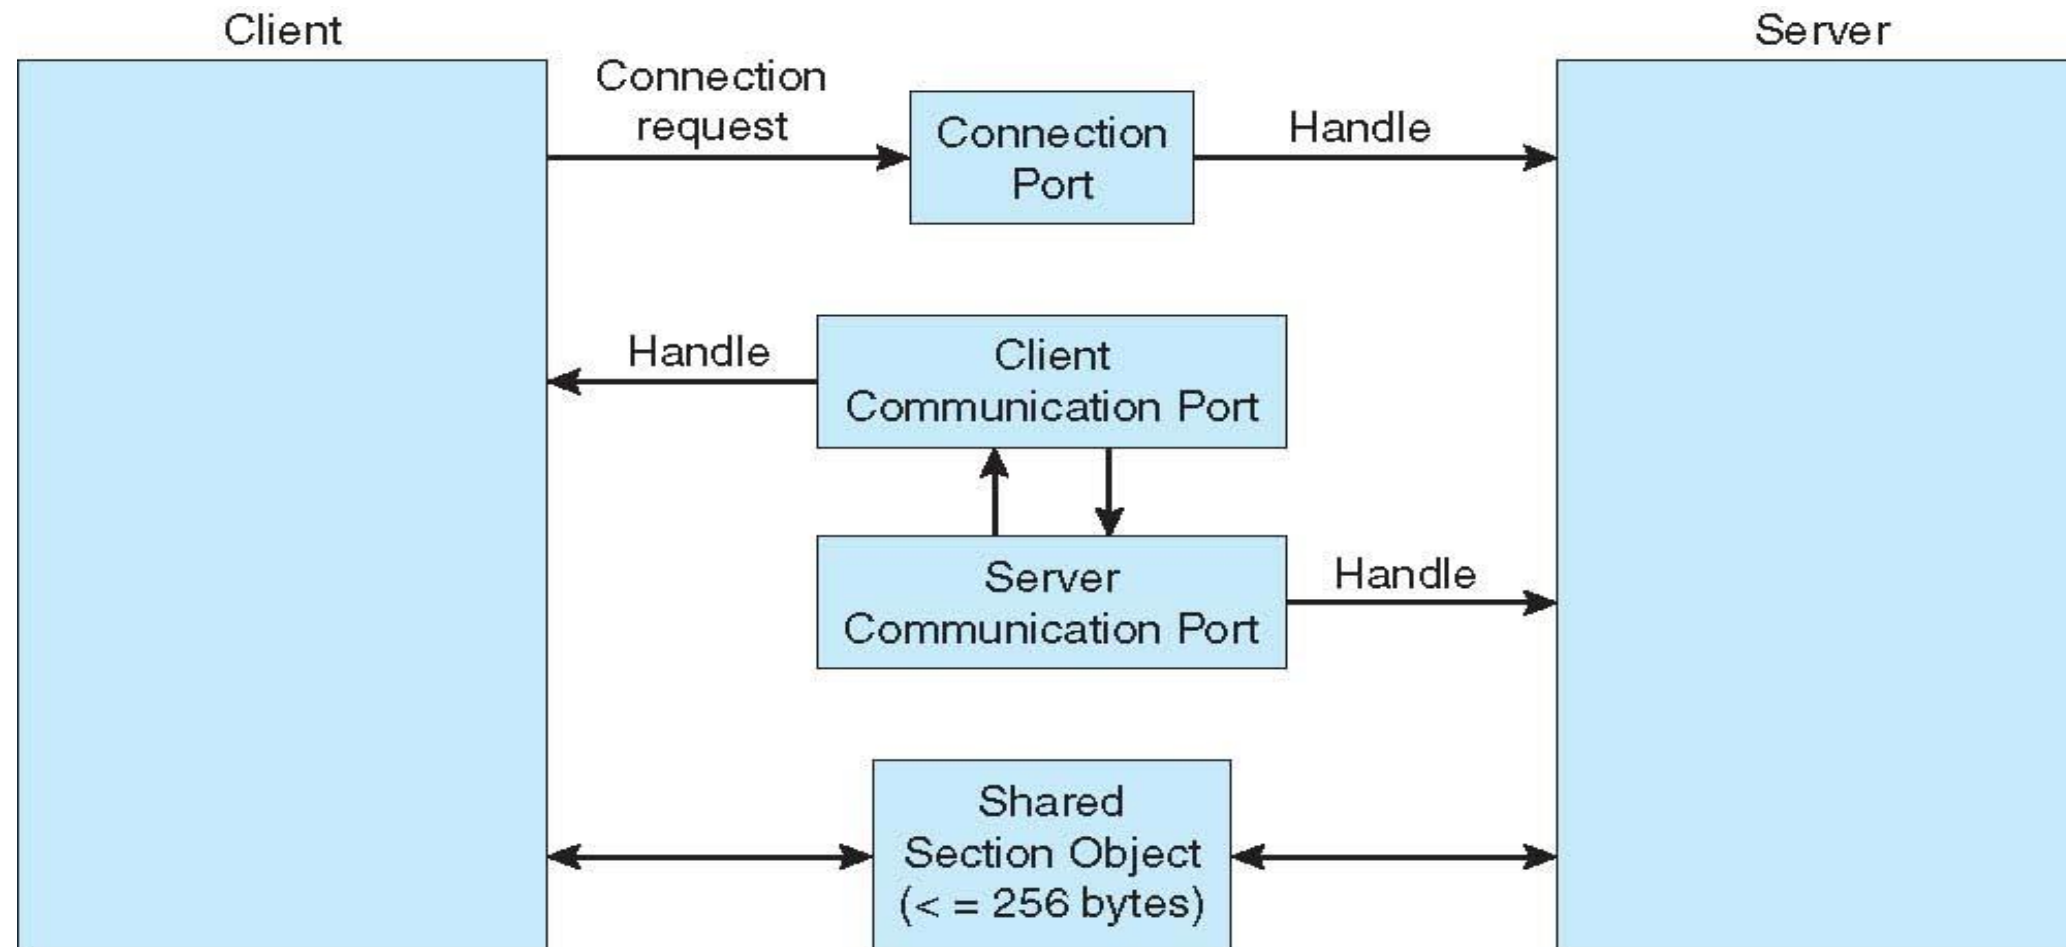 Client
Server
Connection
request
Connection
Port
Handle
Handle
Client
Communication Port
Server
Communication Port
Handle
Shared
Section Object
(< = 256 bytes)